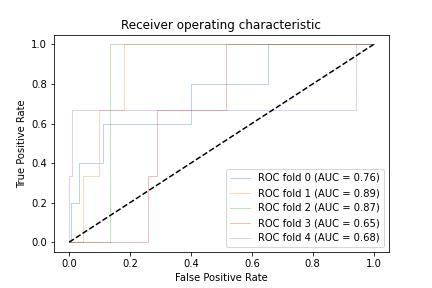 Receiver operating characteristic
1.0
0.8
0.6
0.4
0.2
0.0
True Positive Rate
ROC fold 0 (AUC = 0.76)
ROC fold 1 (AUC = 0.89)
ROC fold 2 (AUC = 0.87)
ROC fold 3 (AUC = 0.65)
ROC fold 4 (AUC = 0.68)
0.0 0.2 0.4 0.6 0.8 1.0
False Positive Rate